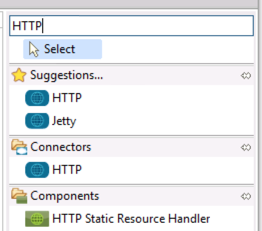 HTTP
Select
Suggestions...
HTTP
Jetty
Connectors
HTTP
Components
HTTP Static Resource Handler